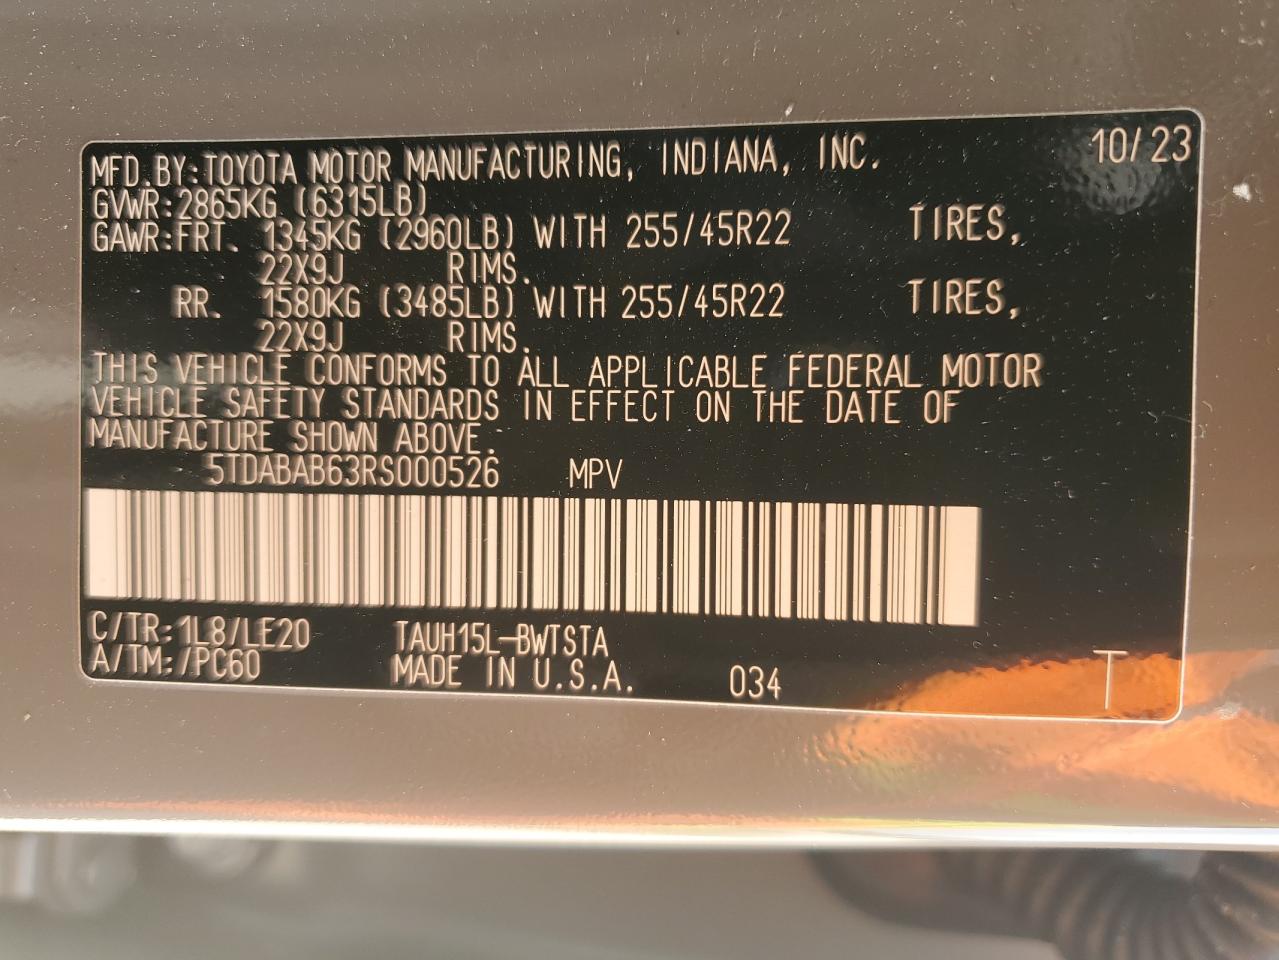 MFD.BY:TOYOTA MOTOR MANUFACTURING, INDIANA, INC. 10/23
GVWR:2865KG (6315LB)
GAWR:FRT. 1345KG (2960LB) WITH 255/45R22 TIRES,
22X9J RIMS.
RR. 1580KG (3485LB) WITH 255/45R22 TIRES,
22X9J RIMS.
THIS VEHICLE CONFORMS TO ALL APPLICABLE FEDERAL MOTOR
VEHICLE SAFETY STANDARDS IN EFFECT ON THE DATE OF
MANUFACTURE SHOWN ABOVE.
5TDABAB63RS000526 MPV
C/TR:1L8/LE20 TAUH15L-BWTSTA
A/TM:/PC60 MADE IN U.S.A. 034 T